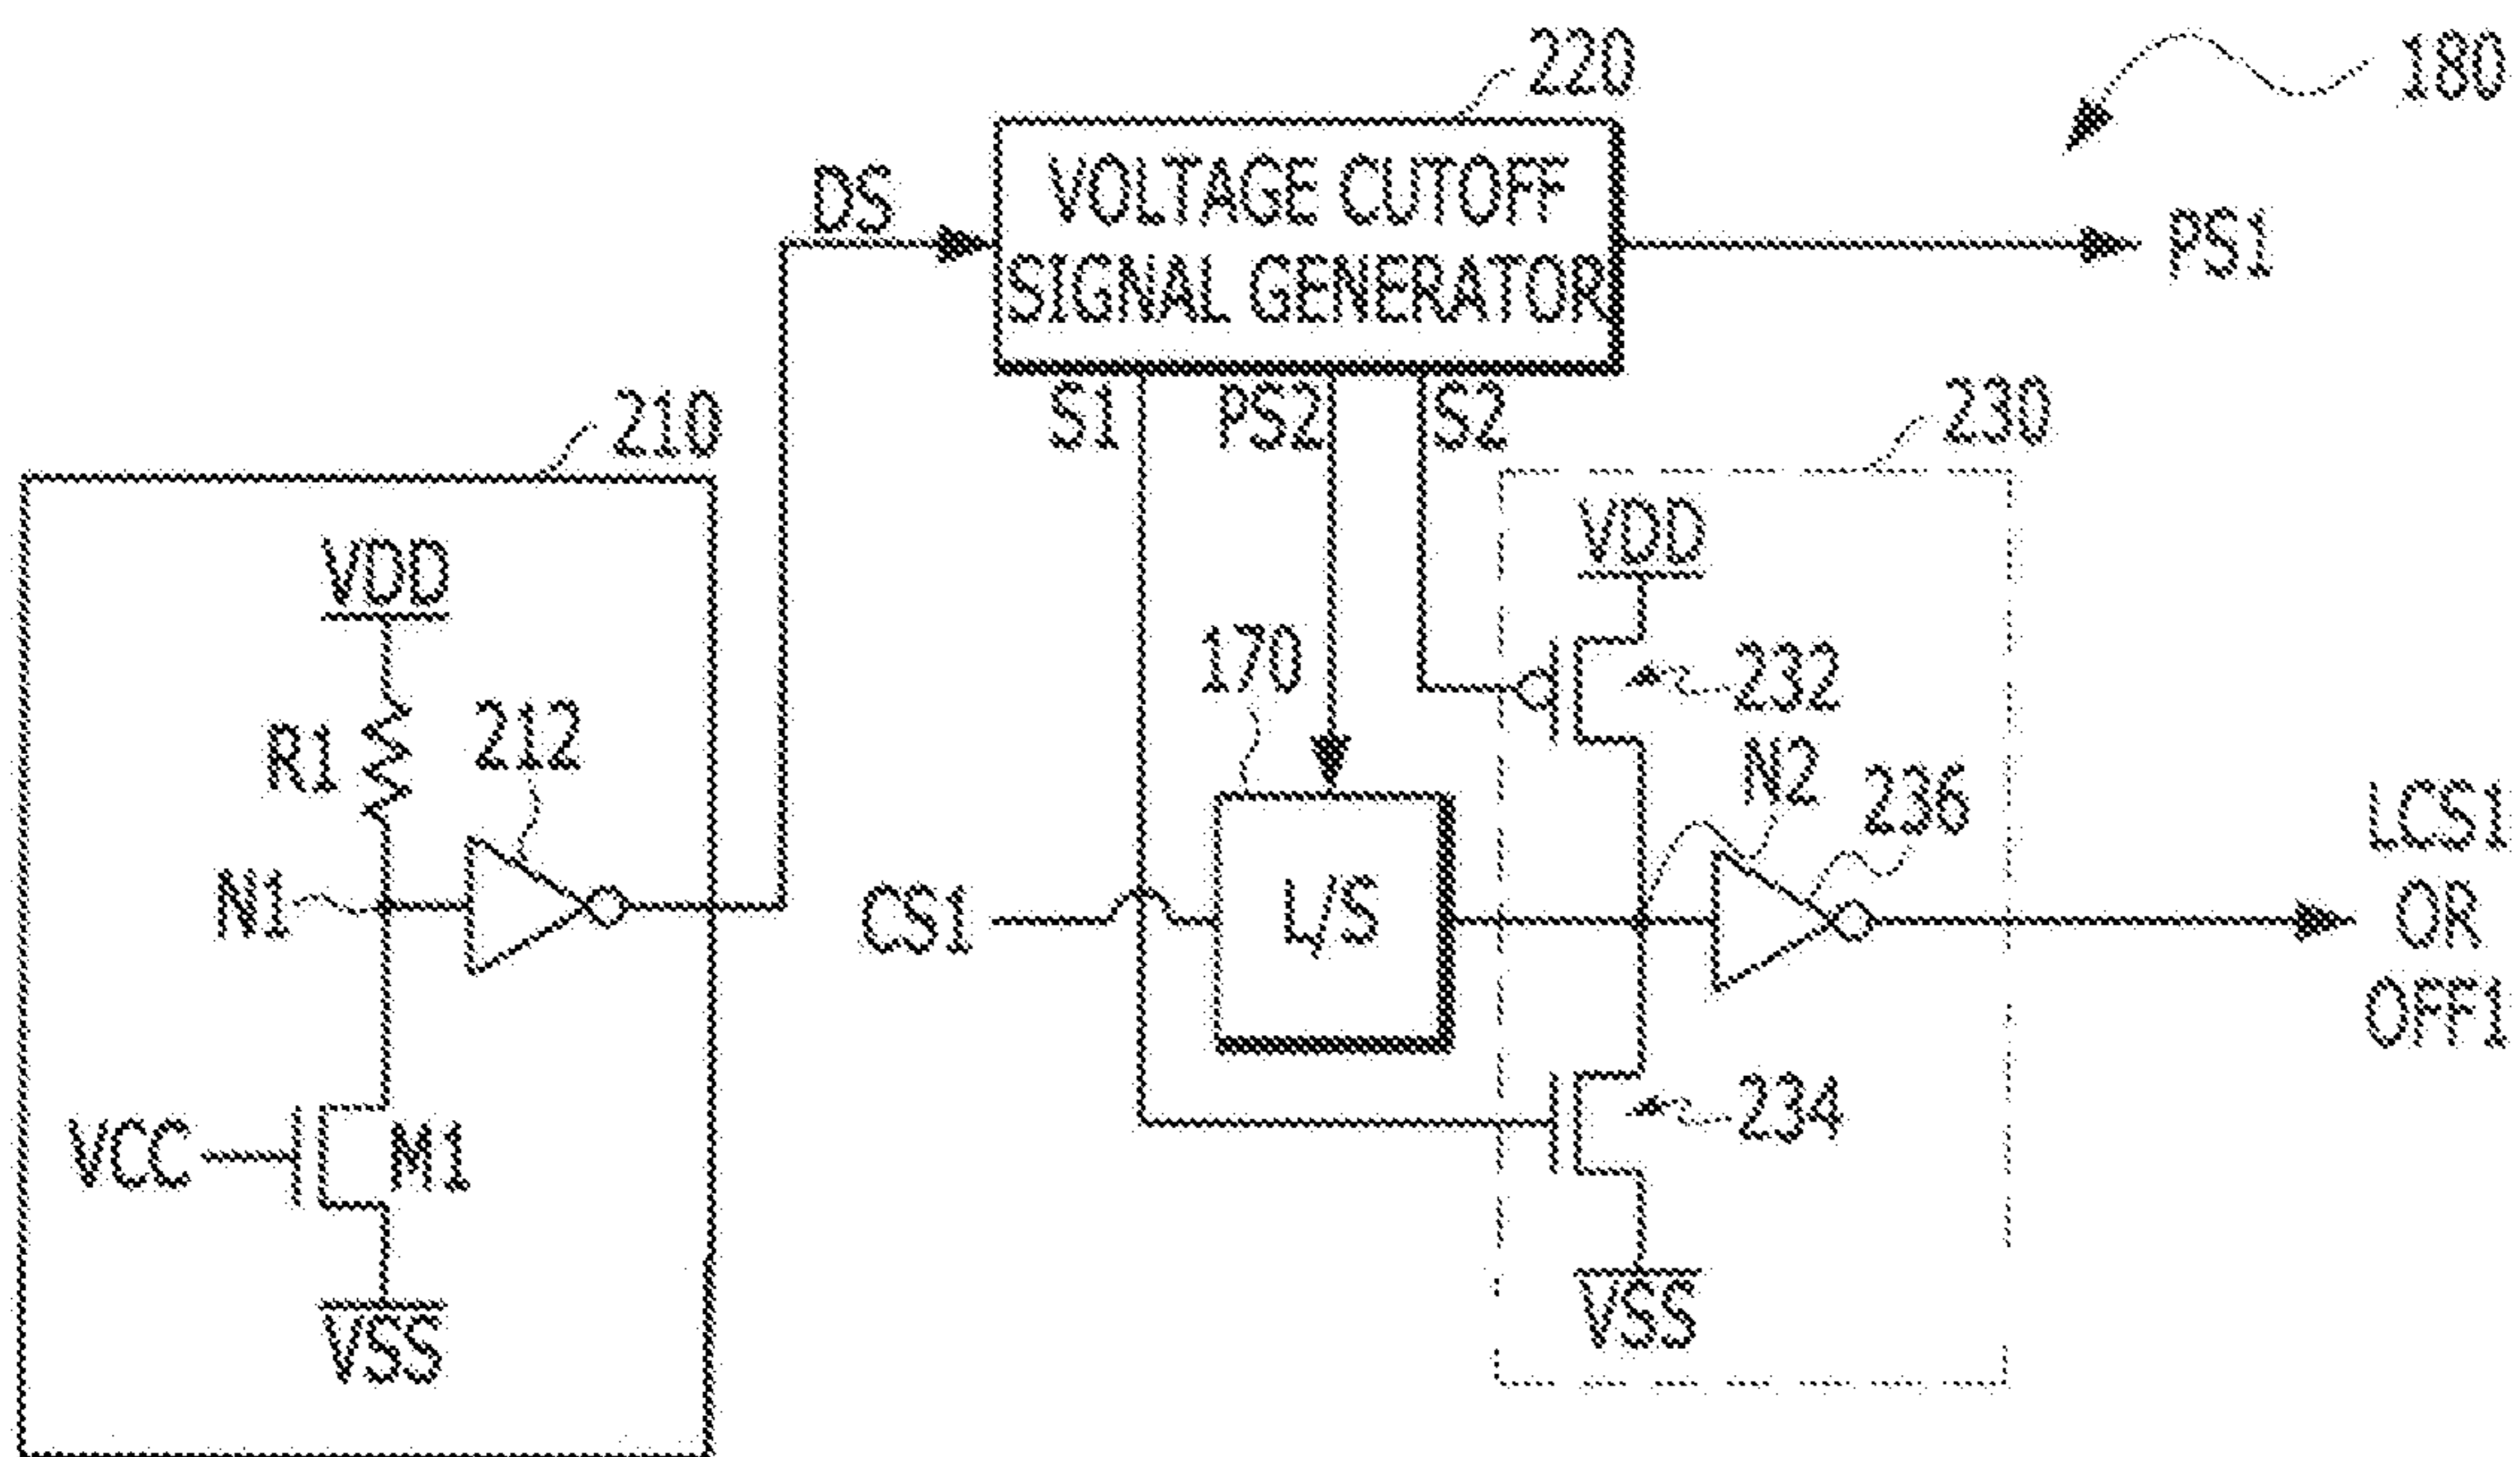 220
180
VOLTAGE CUTOFF
SIGNAL GENERATOR
DS
PS1
210
S1
PS2
S2
230
VDD
VDD
170
232
R1
212
N2
236
N1
CS1
L/S
LCS1
OR
OFF1
VCC
M1
234
VSS
VSS